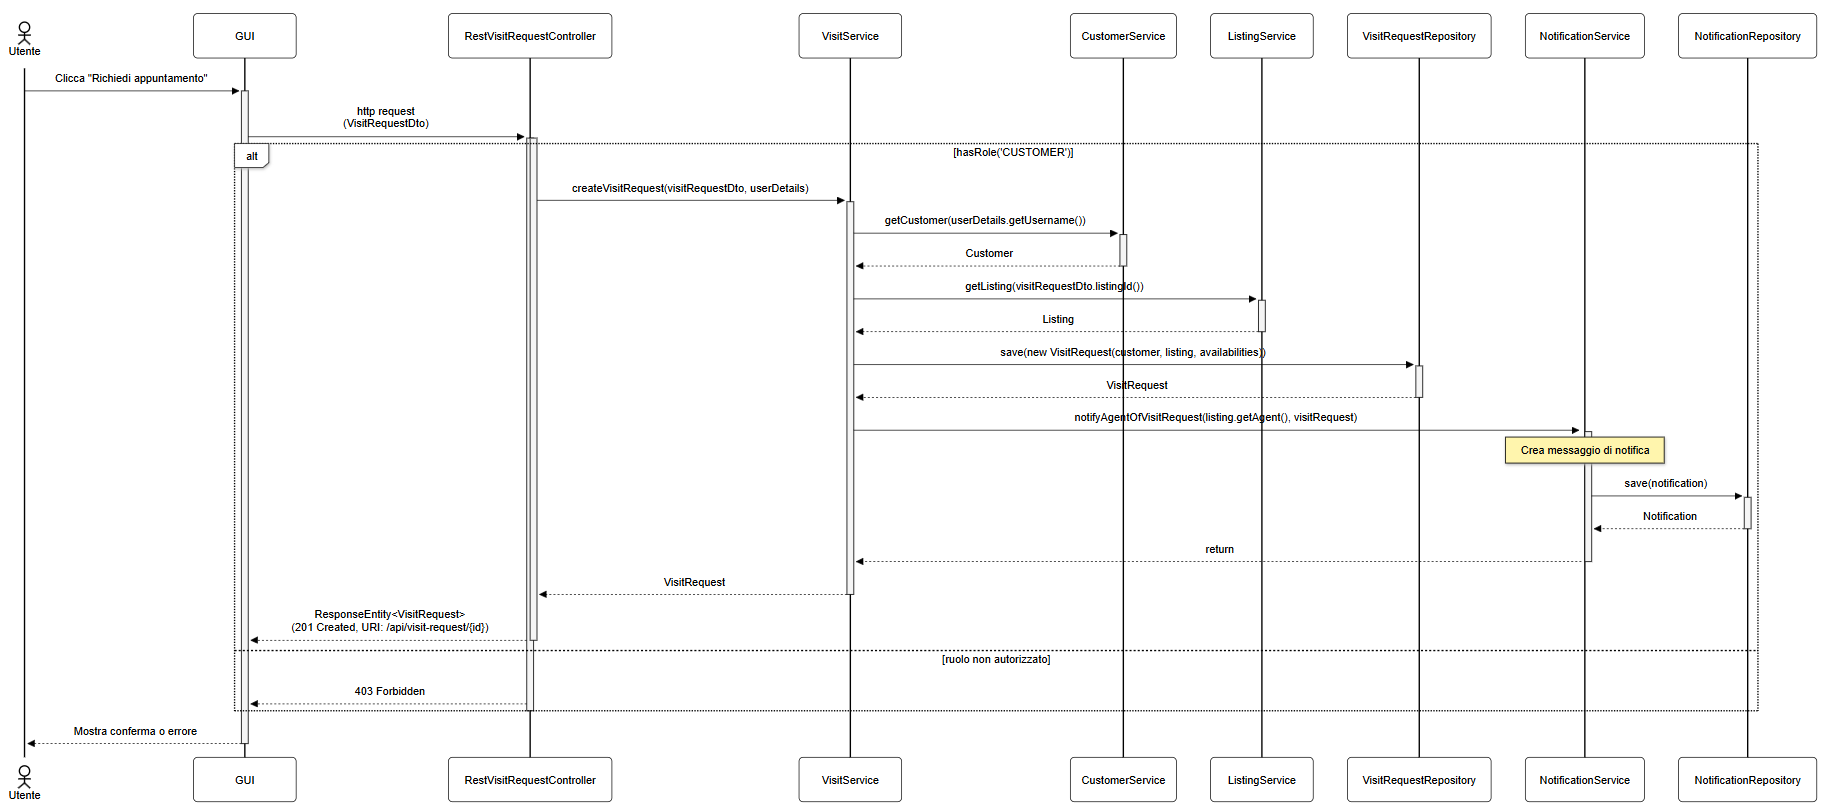 Utente
GUI
RestVisitRequestController
VisitService
CustomerService
ListingService
VisitRequestRepository
NotificationService
NotificationRepository
Clicca "Richiedi appuntamento"
http request
(VisitRequestDto)
alt
[hasRole('CUSTOMER')]
createVisitRequest(visitRequestDto, userDetails)
getCustomer(userDetails.getUsername())
Customer
getListing(visitRequestDto.listingId())
Listing
save(new VisitRequest(customer, listing, availabilities))
VisitRequest
notifyAgentOfVisitRequest(listing.getAgent(), visitRequest)
Crea messaggio di notifica
save(notification)
Notification
return
VisitRequest
ResponseEntity<VisitRequest>
(201 Created, URI: /api/visit-request/{id})
[ruolo non autorizzato]
403 Forbidden
Mostra conferma o errore
Utente
GUI
RestVisitRequestController
VisitService
CustomerService
ListingService
VisitRequestRepository
NotificationService
NotificationRepository